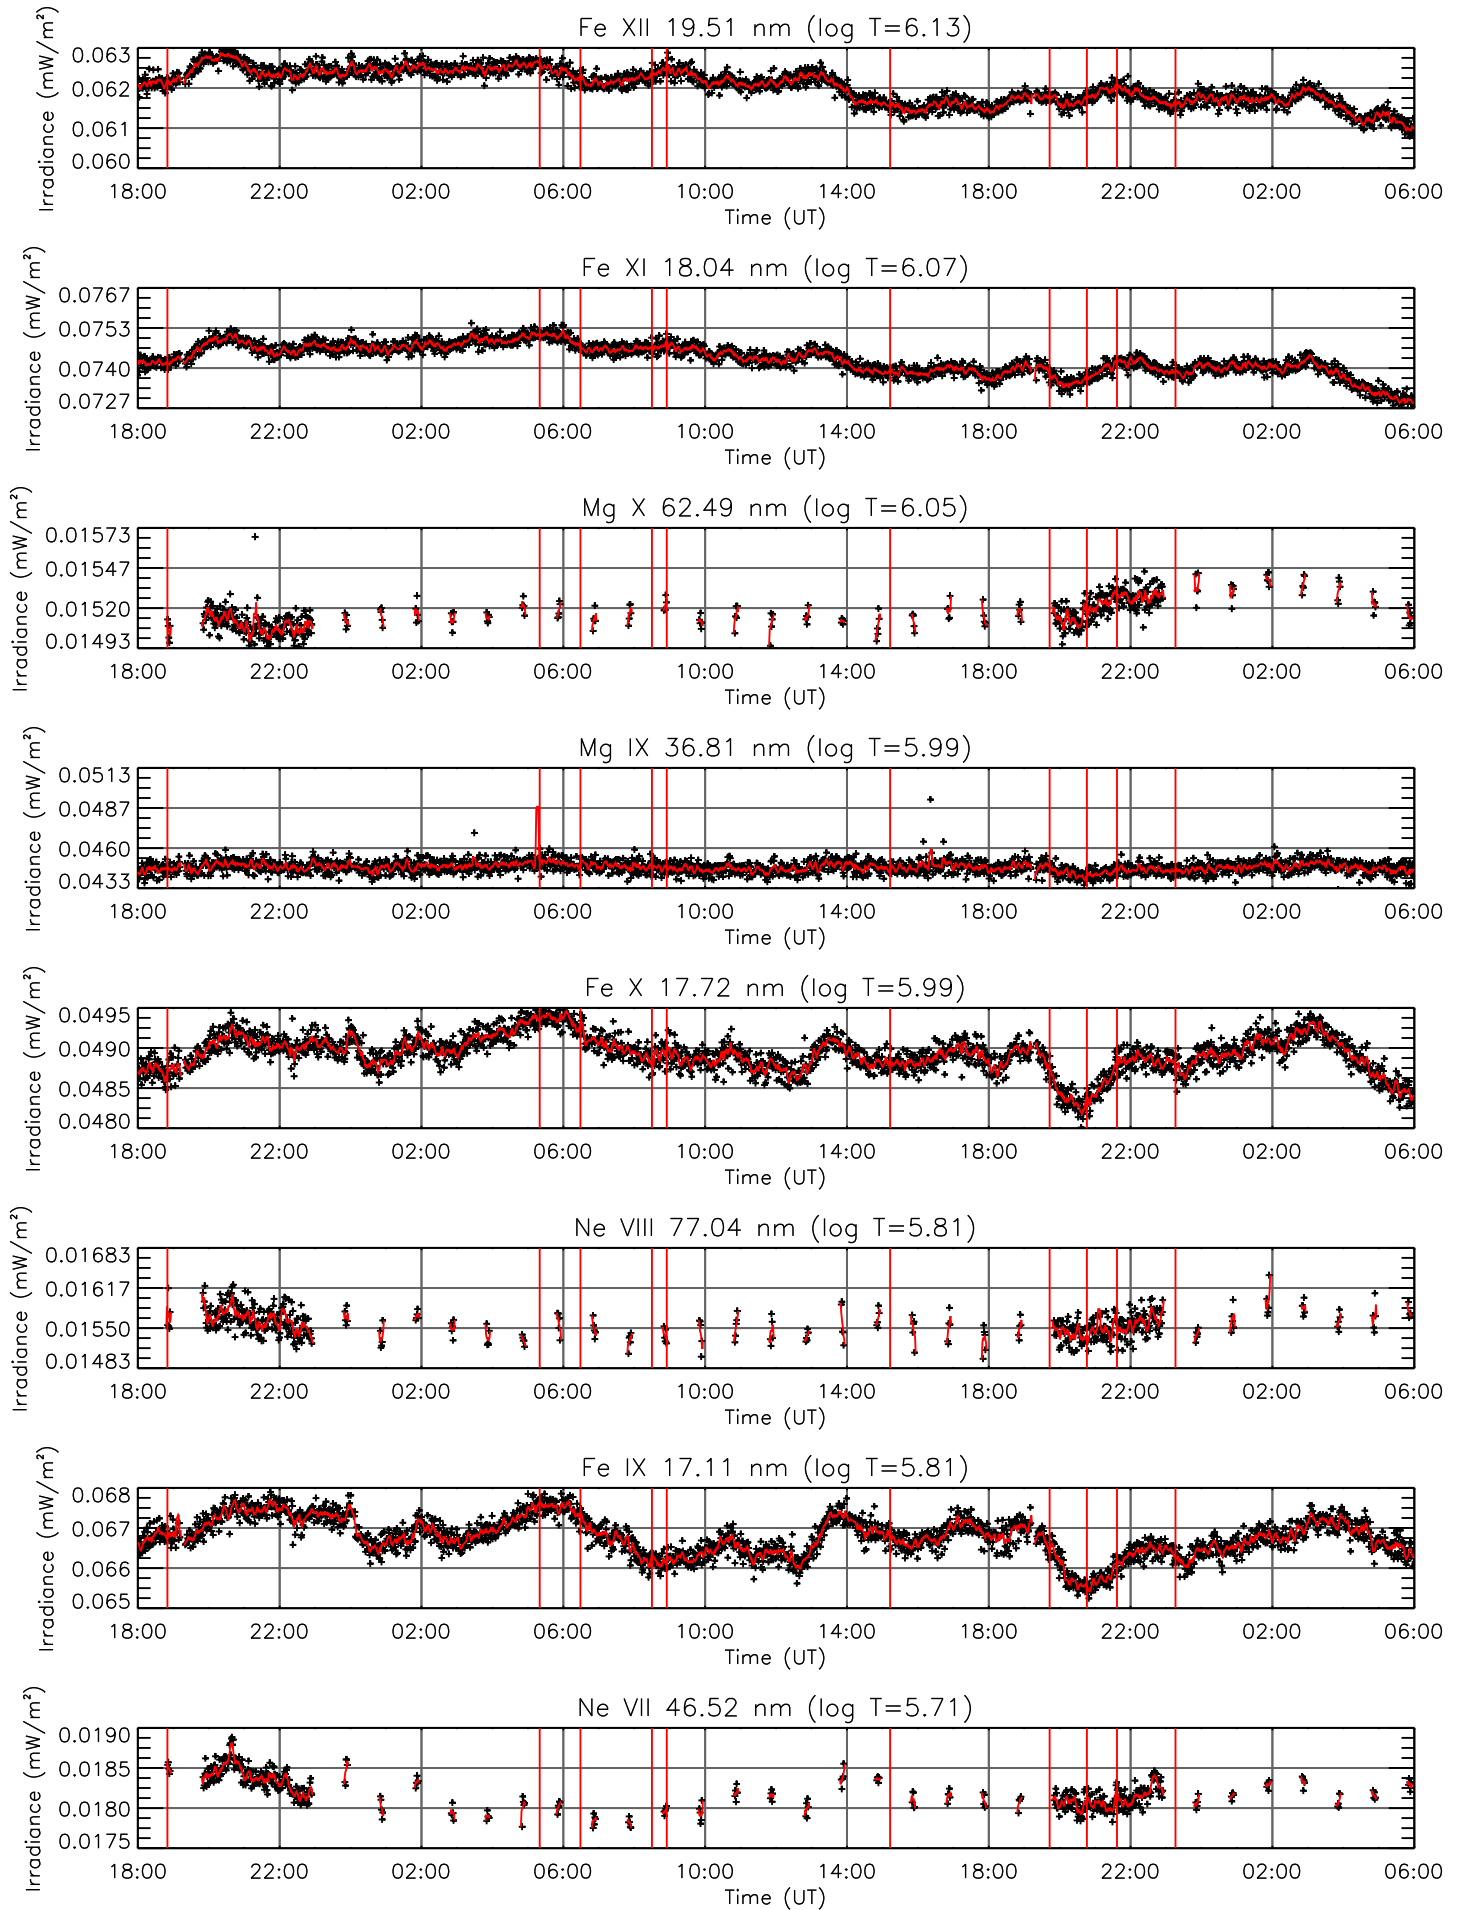 Fe XII 19.51 nm (log T=6.13)
Irradiance (mW/m²)
0.063
0.062
0.061
0.060
18:00 22:00 02:00 06:00 10:00 14:00 18:00 22:00 02:00 06:00
Time (UT)
Fe XI 18.04 nm (log T=6.07)
Irradiance (mW/m²)
0.0767
0.0753
0.0740
0.0727
18:00 22:00 02:00 06:00 10:00 14:00 18:00 22:00 02:00 06:00
Time (UT)
Mg X 62.49 nm (log T=6.05)
Irradiance (mW/m²)
0.01573
0.01547
0.01520
0.01493
18:00 22:00 02:00 06:00 10:00 14:00 18:00 22:00 02:00 06:00
Time (UT)
Mg IX 36.81 nm (log T=5.99)
Irradiance (mW/m²)
0.0513
0.0487
0.0460
0.0433
18:00 22:00 02:00 06:00 10:00 14:00 18:00 22:00 02:00 06:00
Time (UT)
Fe X 17.72 nm (log T=5.99)
Irradiance (mW/m²)
0.0495
0.0490
0.0485
0.0480
18:00 22:00 02:00 06:00 10:00 14:00 18:00 22:00 02:00 06:00
Time (UT)
Ne VIII 77.04 nm (log T=5.81)
Irradiance (mW/m²)
0.01683
0.01617
0.01550
0.01483
18:00 22:00 02:00 06:00 10:00 14:00 18:00 22:00 02:00 06:00
Time (UT)
Fe IX 17.11 nm (log T=5.81)
Irradiance (mW/m²)
0.068
0.067
0.066
0.065
18:00 22:00 02:00 06:00 10:00 14:00 18:00 22:00 02:00 06:00
Time (UT)
Ne VII 46.52 nm (log T=5.71)
Irradiance (mW/m²)
0.0190
0.0185
0.0180
0.0175
18:00 22:00 02:00 06:00 10:00 14:00 18:00 22:00 02:00 06:00
Time (UT)